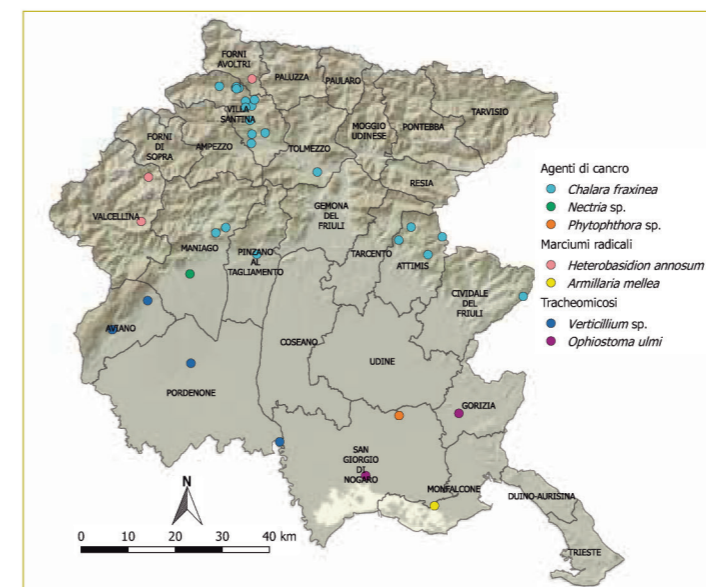 FORNI
AVOLTRI
PALUZZA
PAULARO
TARVISIO
VILLA
SANTINA
MOGGIO
UDINESE
PONTEBBA
FORNI
DI
SOPRA
AMPEZZO
TOLMEZZO
RESIA
VALCELLINA
GEMONA
DEL
FRIULI
MANIAGO
PINZANO
AL
TAGLIAMENTO
TARCENTO
ATTIMIS
CIVIDALE
DEL
FRIULI
AVIANO
COSEANO
UDINE
PORDENONE
GORIZIA
SAN
GIORGIO
DI
NOGARO
MONFALCONE
DUINO-AURISINA
TRIESTE
Agenti di cancro
Chalara fraxinea
Nectria sp.
Phytophthora sp.
Marciumi radicali
Heterobasidion annosum
Armillaria mellea
Tracheomicosi
Verticillium sp.
Ophiostoma ulmi
N
0 10 20 30 40 km